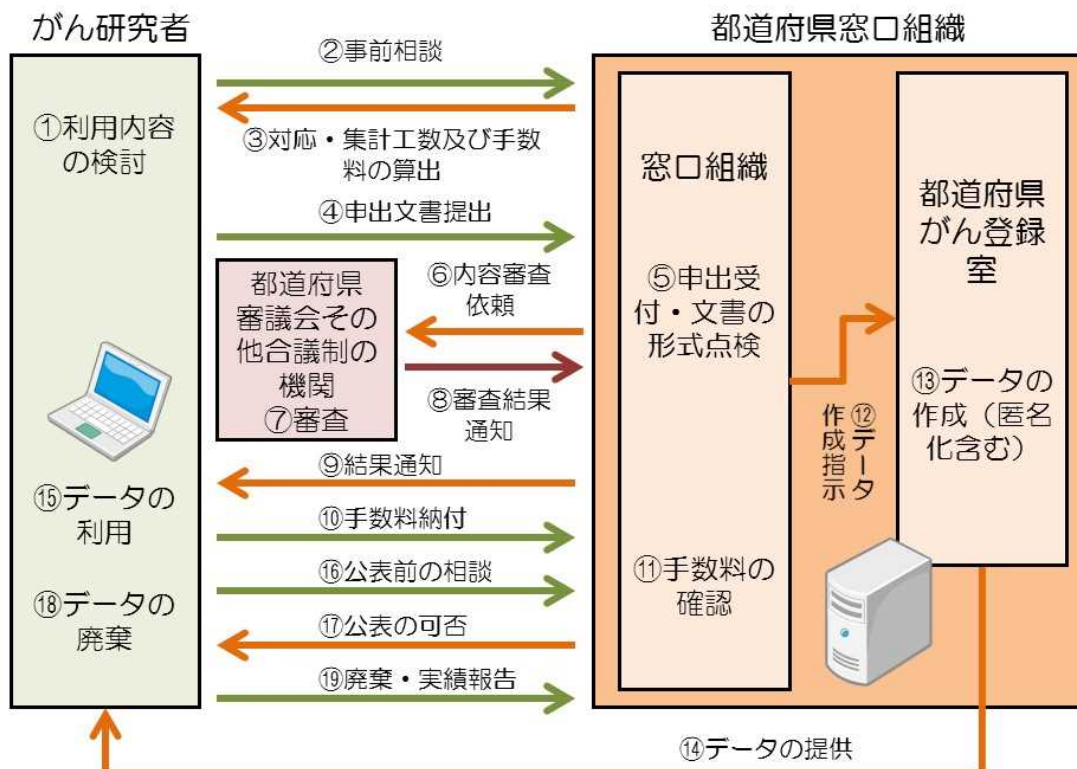 がん研究者
都道府県窓口組織
①利用内容
の検討
②事前相談
③対応・集計工数及び手数
料の算出
④申出文書提出
都道府県
審議会その
他合議制の
機関
⑦審査
⑥内容審査
依頼
⑧審査結果
通知
⑨結果通知
⑩手数料納付
⑯公表前の相談
⑰公表の可否
⑲廃棄・実績報告
⑮データの
利用
⑱データの
廃棄
窓口組織
⑤申出受
付・文書の
形式点検
⑪手数料の
確認
⑫データ
作成指示
都道府県
がん登録
室
⑬データの
作成（匿名
化含む）
⑭データの提供